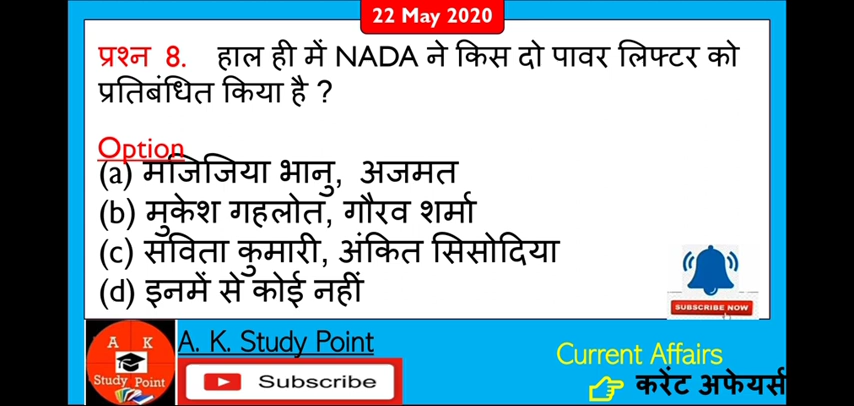 22 May 2020
प्रश्न 8. हाल ही में NADA ने किस दो पावर लिफ्टर को
प्रतिबंधित किया है ?
Option
(a) मजिजिया भानु, अजमत
(b) मुकेश गहलोत, गौरव शर्मा
(c) सविता कुमारी, अंकित सिसोदिया
(d) इनमें से कोई नहीं
SUBSCRIBE NOW
A K
Study Point
A. K. Study Point
Subscribe
Current Affairs
करेंट अफेयर्स